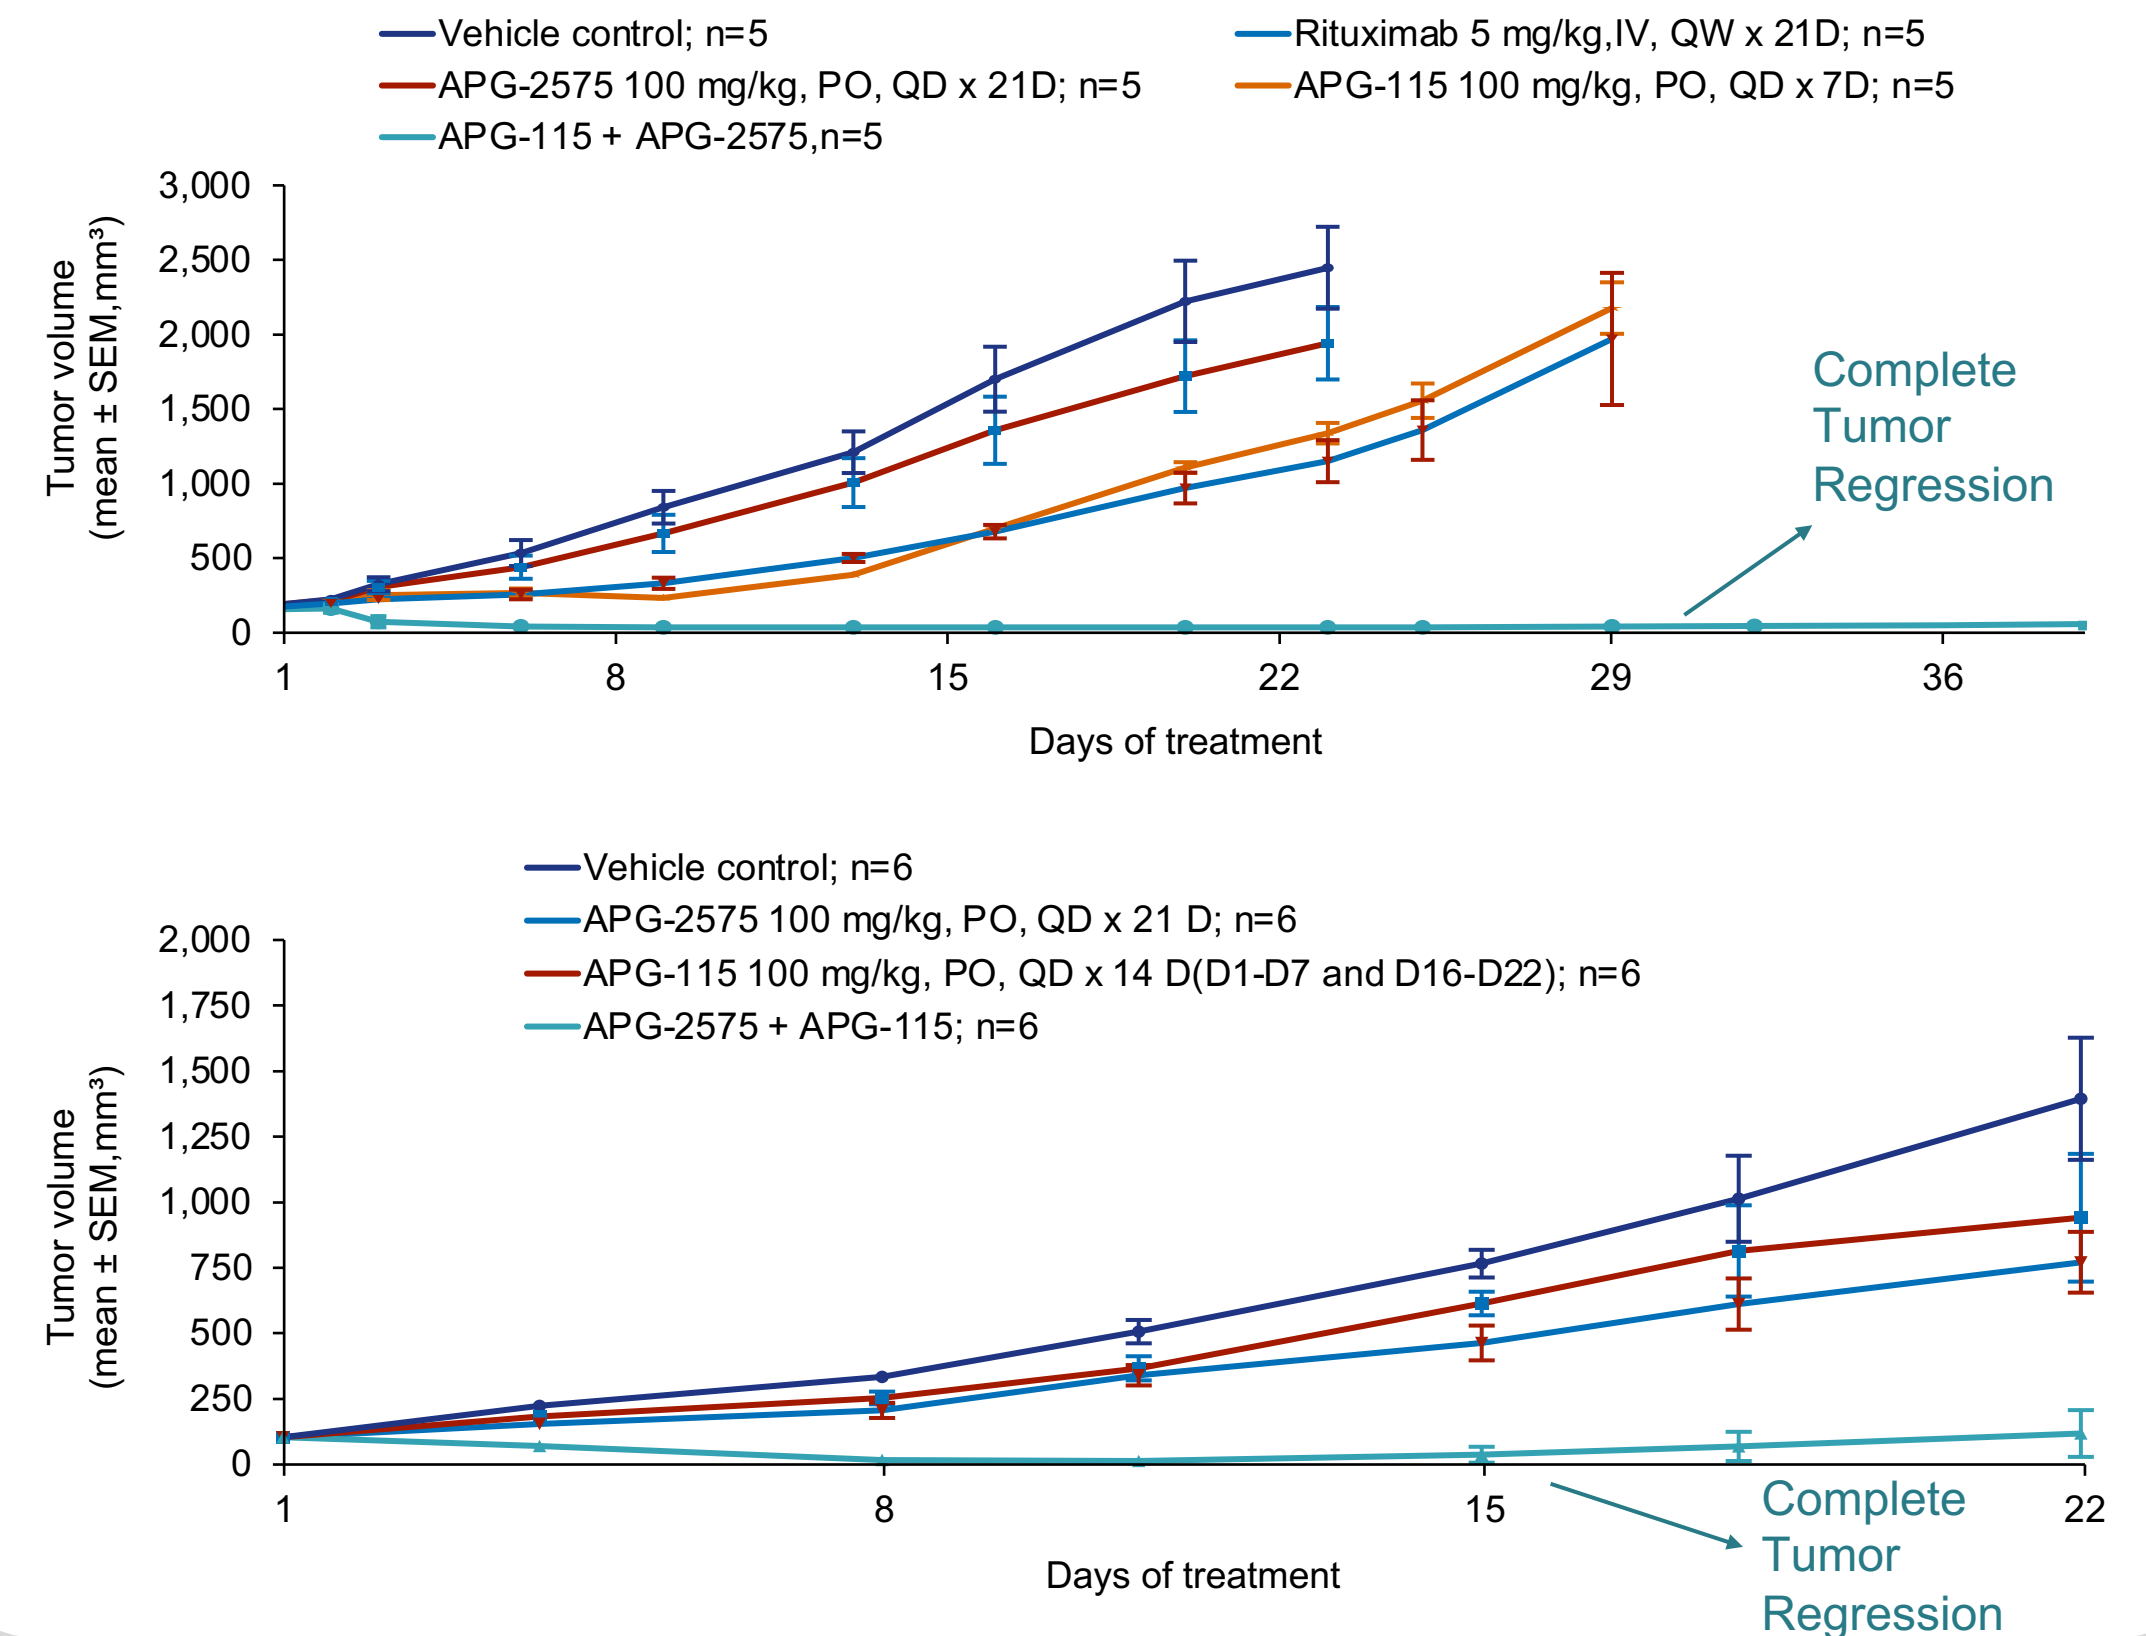 Vehicle control; n=5
Rituximab 5 mg/kg,IV, QW x 21D; n=5
APG-2575 100 mg/kg, PO, QD x 21D; n=5
APG-115 100 mg/kg, PO, QD x 7D; n=5
APG-115 + APG-2575,n=5
Tumor volume
(mean ± SEM,mm³)
3,000
2,500
2,000
1,500
1,000
500
0
Complete
Tumor
Regression
1 8 15 22 29 36
Days of treatment
Vehicle control; n=6
APG-2575 100 mg/kg, PO, QD x 21 D; n=6
APG-115 100 mg/kg, PO, QD x 14 D(D1-D7 and D16-D22); n=6
APG-2575 + APG-115; n=6
Tumor volume
(mean ± SEM,mm³)
2,000
1,750
1,500
1,250
1,000
750
500
250
0
1 8 15 22
Complete
Tumor
Regression
Days of treatment